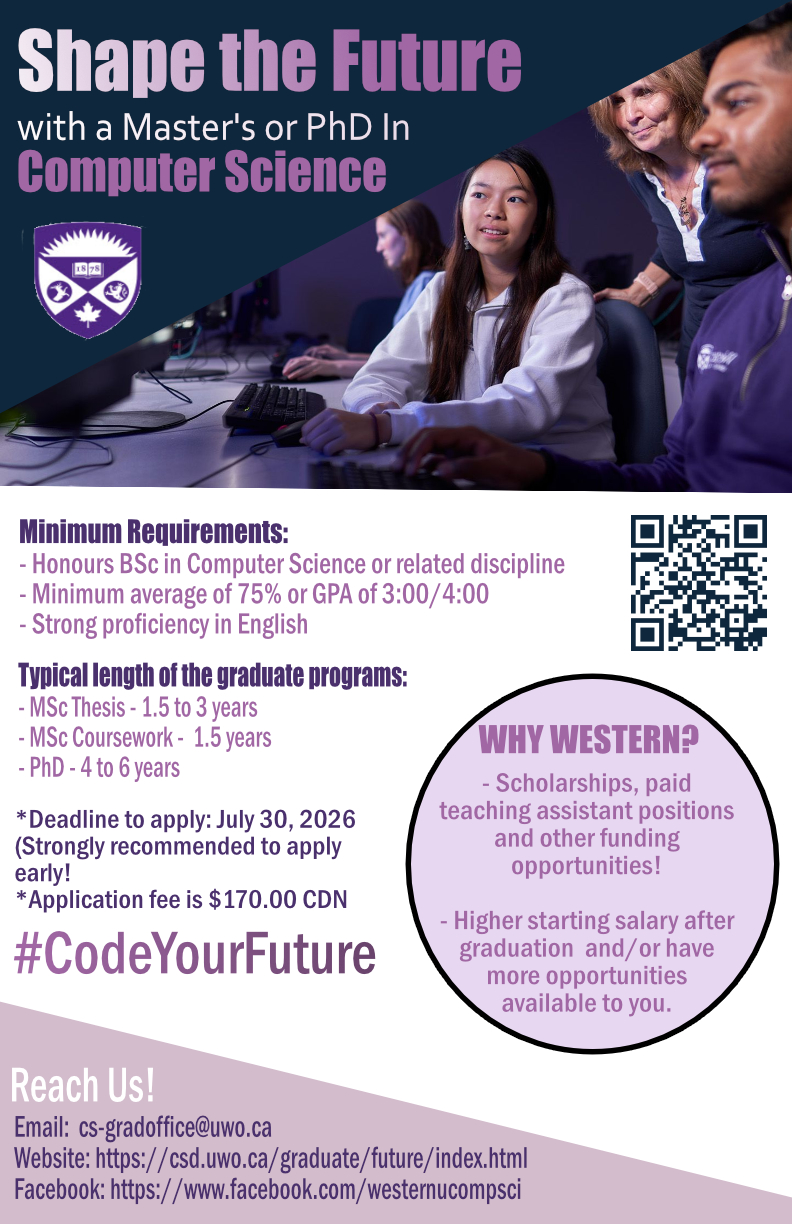 Shape the Future
with a Master's or PhD In
Computer Science
18 78
Minimum Requirements:
- Honours BSc in Computer Science or related discipline
- Minimum average of 75% or GPA of 3:00/4:00
- Strong proficiency in English
Typical length of the graduate programs:
- MSc Thesis - 1.5 to 3 years
- MSc Coursework -  1.5 years
- PhD - 4 to 6 years
*Deadline to apply: July 30, 2026
(Strongly recommended to apply
early!
*Application fee is $170.00 CDN
#CodeYourFuture
WHY WESTERN?
- Scholarships, paid
teaching assistant positions
and other funding
opportunities!
- Higher starting salary after
graduation  and/or have
more opportunities
available to you.
Reach Us!
Email:  cs-gradoffice@uwo.ca
Website: https://csd.uwo.ca/graduate/future/index.html
Facebook: https://www.facebook.com/westernucompsci